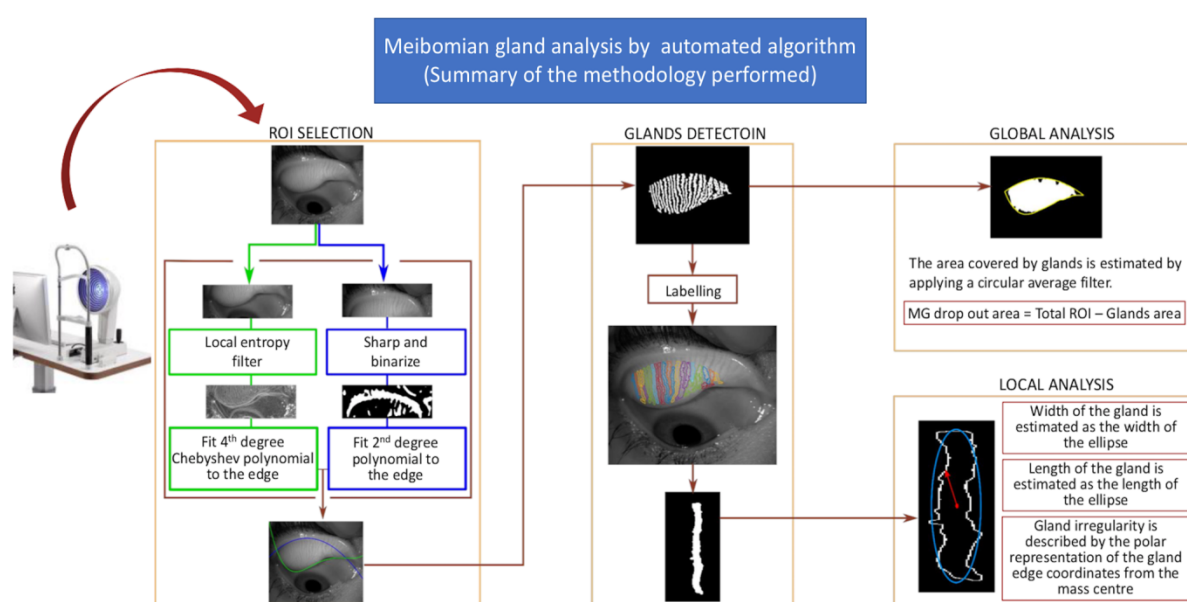 Meibomian gland analysis by automated algorithm
(Summary of the methodology performed)
ROI SELECTION
Local entropy
filter
Sharp and
binarize
Fit 4th degree
Chebyshev polynomial
to the edge
Fit 2nd degree
polynomial to
the edge
GLANDS DETECTOIN
Labelling
GLOBAL ANALYSIS
The area covered by glands is estimated by
applying a circular average filter.
MG drop out area = Total ROI – Glands area
LOCAL ANALYSIS
Width of the gland is
estimated as the width of
the ellipse
Length of the gland is
estimated as the length of
the ellipse
Gland irregularity is
described by the polar
representation of the gland
edge coordinates from the
mass centre